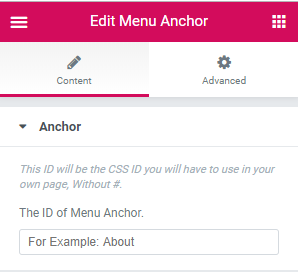 Edit Menu Anchor
Content
Advanced
Anchor
This ID will be the CSS ID you will have to use in your
own page, Without #.
The ID of Menu Anchor.
For Example: About